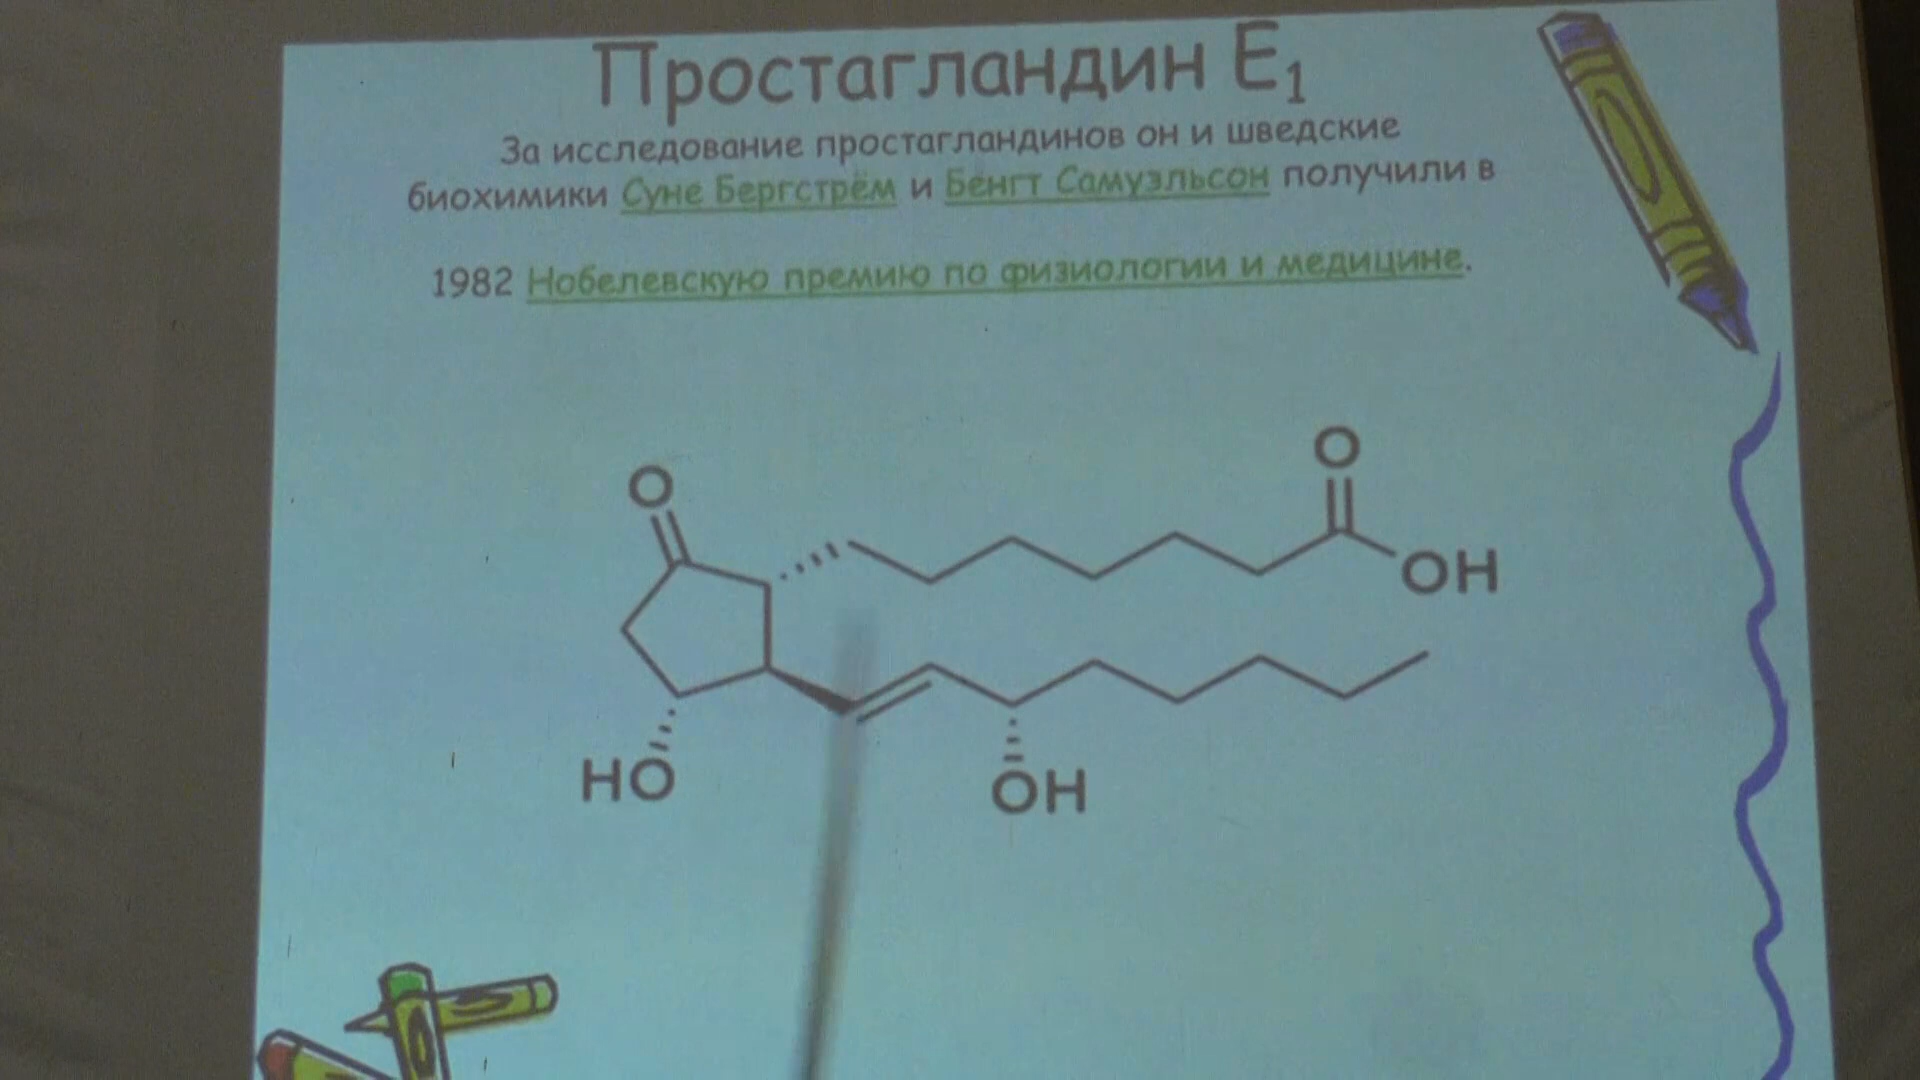 Простагландин Е1
За исследование простагландинов он и шведские
биохимики Суне Бергстрём и Бенгт Самуэльсон получили в
1982 Нобелевскую премию по физиологии и медицине.
O
O
OH
HO
OH